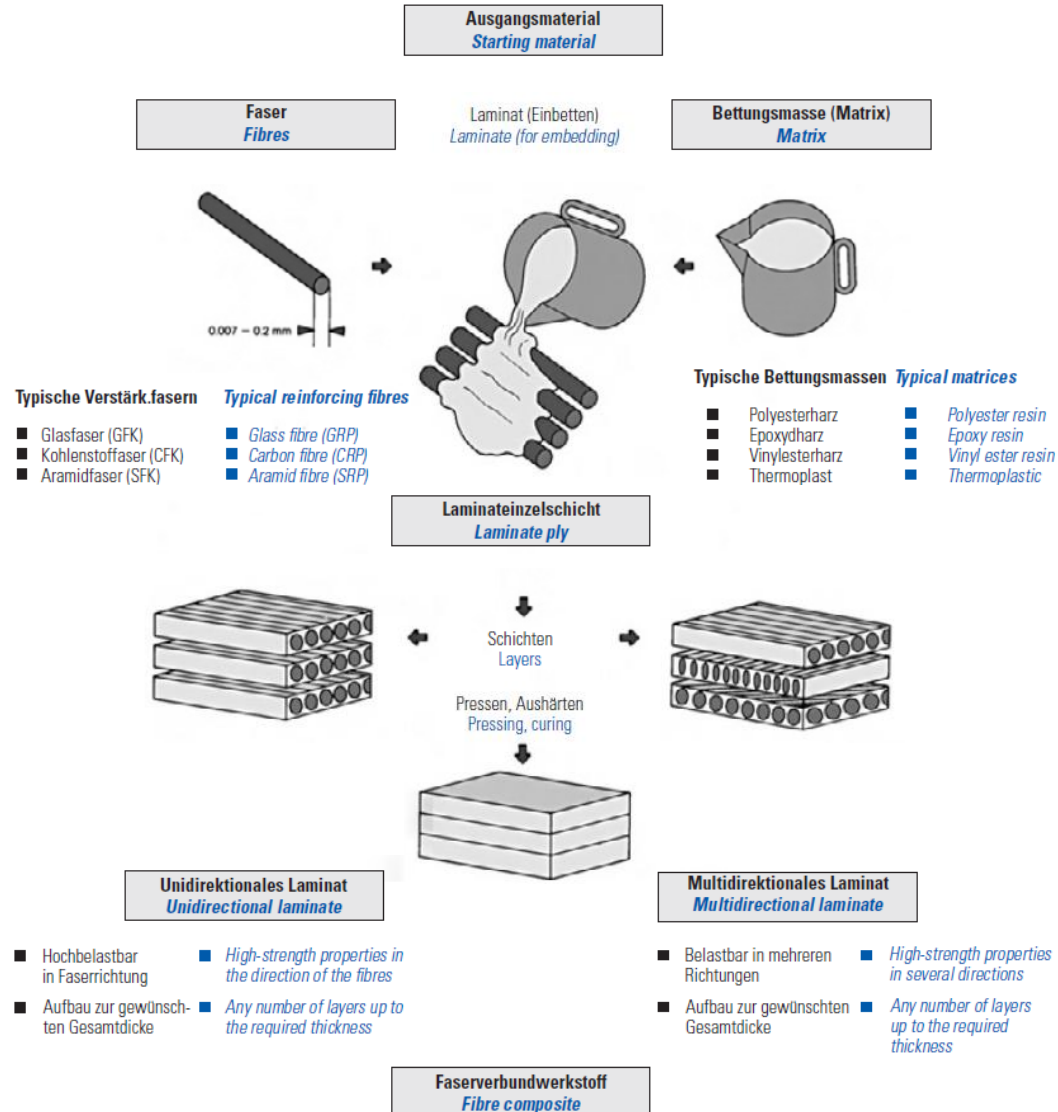 Ausgangsmaterial
Starting material
Faser
Fibres
Laminat (Einbetten)
Laminate (for embedding)
Bettungsmasse (Matrix)
Matrix
0.007 – 0.2 mm
Typische Verstärk.fasern
Glasfaser (GFK)
Kohlenstoffaser (CFK)
Aramidfaser (SFK)
Typical reinforcing fibres
Glass fibre (GRP)
Carbon fibre (CRP)
Aramid fibre (SRP)
Typische Bettungsmassen
Polyesterharz
Epoxydharz
Vinylesterharz
Thermoplast
Typical matrices
Polyester resin
Epoxy resin
Vinyl ester resin
Thermoplastic
Laminateinzelschicht
Laminate ply
Schichten
Layers
Pressen, Aushärten
Pressing, curing
Unidirektionales Laminat
Unidirectional laminate
Hochbelastbar
in Faserrichtung
Aufbau zur gewünsch-
ten Gesamtdicke
High-strength properties in
the direction of the fibres
Any number of layers up to
the required thickness
Multidirektionales Laminat
Multidirectional laminate
Belastbar in mehreren
Richtungen
Aufbau zur gewünschten
Gesamtdicke
High-strength properties
in several directions
Any number of layers
up to the required
thickness
Faserverbundwerkstoff
Fibre composite